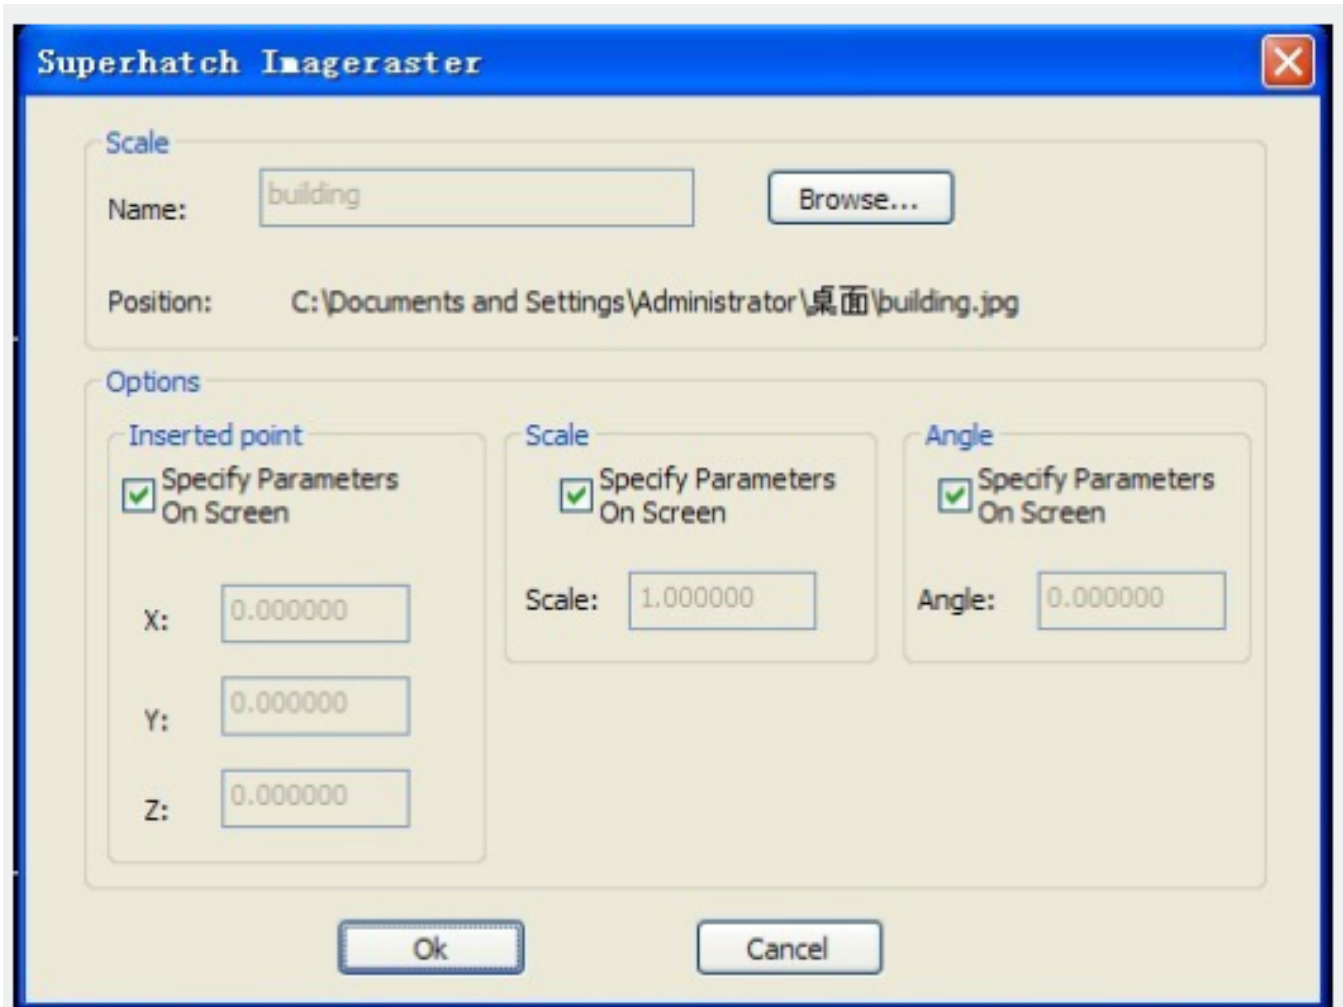 Superhatch Imageraster
Scale
Name:
building
Browse...
Position:
C:\Documents and Settings\Administrator\桌面\building.jpg
Options
Inserted point
Specify Parameters
On Screen
X:
0.000000
Y:
0.000000
Z:
0.000000
Scale
Specify Parameters
On Screen
Scale:
1.000000
Angle
Specify Parameters
On Screen
Angle:
0.000000
Ok
Cancel